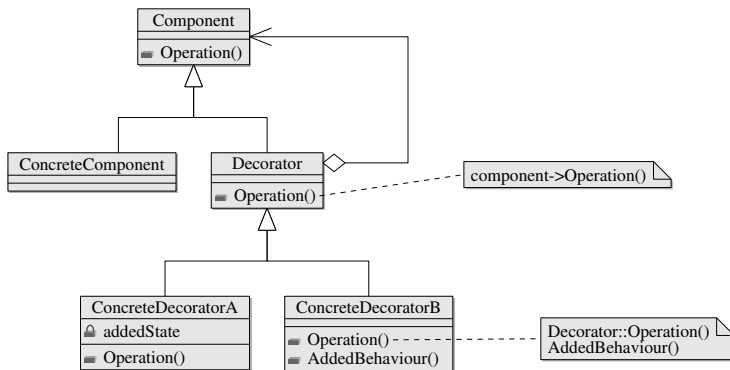 Component
Operation()
ConcreteComponent
Decorator
Operation()
component->Operation()
ConcreteDecoratorA
addedState
Operation()
ConcreteDecoratorB
Operation()
AddedBehaviour()
Decorator::Operation()
AddedBehaviour()